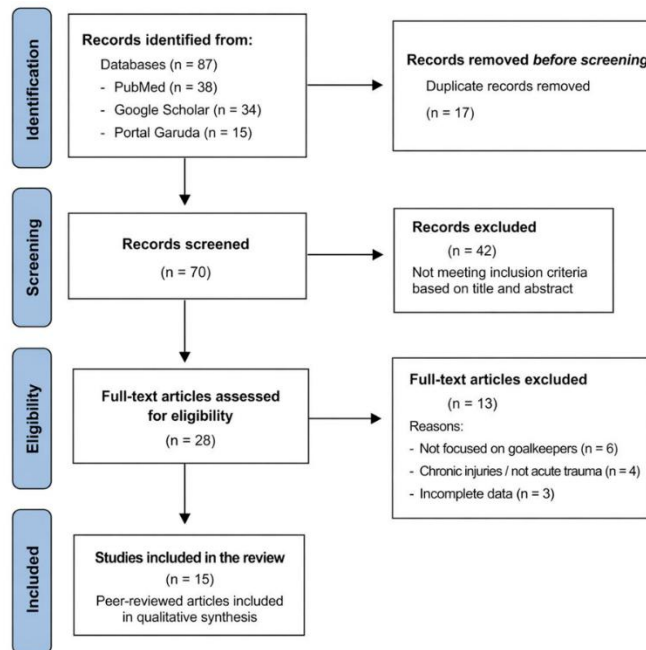 Identification
Records identified from:
Databases (n = 87)
- PubMed (n = 38)
- Google Scholar (n = 34)
- Portal Garuda (n = 15)
Records removed before screening
Duplicate records removed
(n = 17)
Screening
Records screened
(n = 70)
Records excluded
(n = 42)
Not meeting inclusion criteria
based on title and abstract
Eligibility
Full-text articles assessed
for eligibility
(n = 28)
Full-text articles excluded
(n = 13)
Reasons:
- Not focused on goalkeepers (n = 6)
- Chronic injuries / not acute trauma (n = 4)
- Incomplete data (n = 3)
Included
Studies included in the review
(n = 15)
Peer-reviewed articles included
in qualitative synthesis